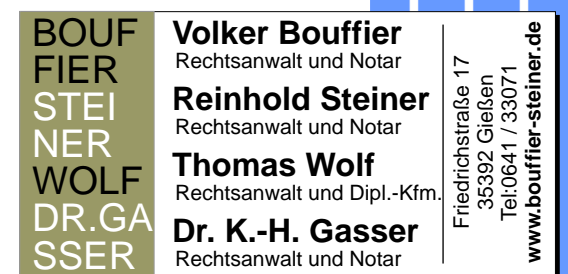 BOUF
FIER
STEI
NER
WOLF
DR.GA
SSER
Volker Bouffier
Rechtsanwalt und Notar
Reinhold Steiner
Rechtsanwalt und Notar
Thomas Wolf
Rechtsanwalt und Dipl.-Kfm.
Dr. K.-H. Gasser
Rechtsanwalt und Notar
Friedrichstraße 17
35392 Gießen
Tel:0641 / 33071
www.bouffier-steiner.de